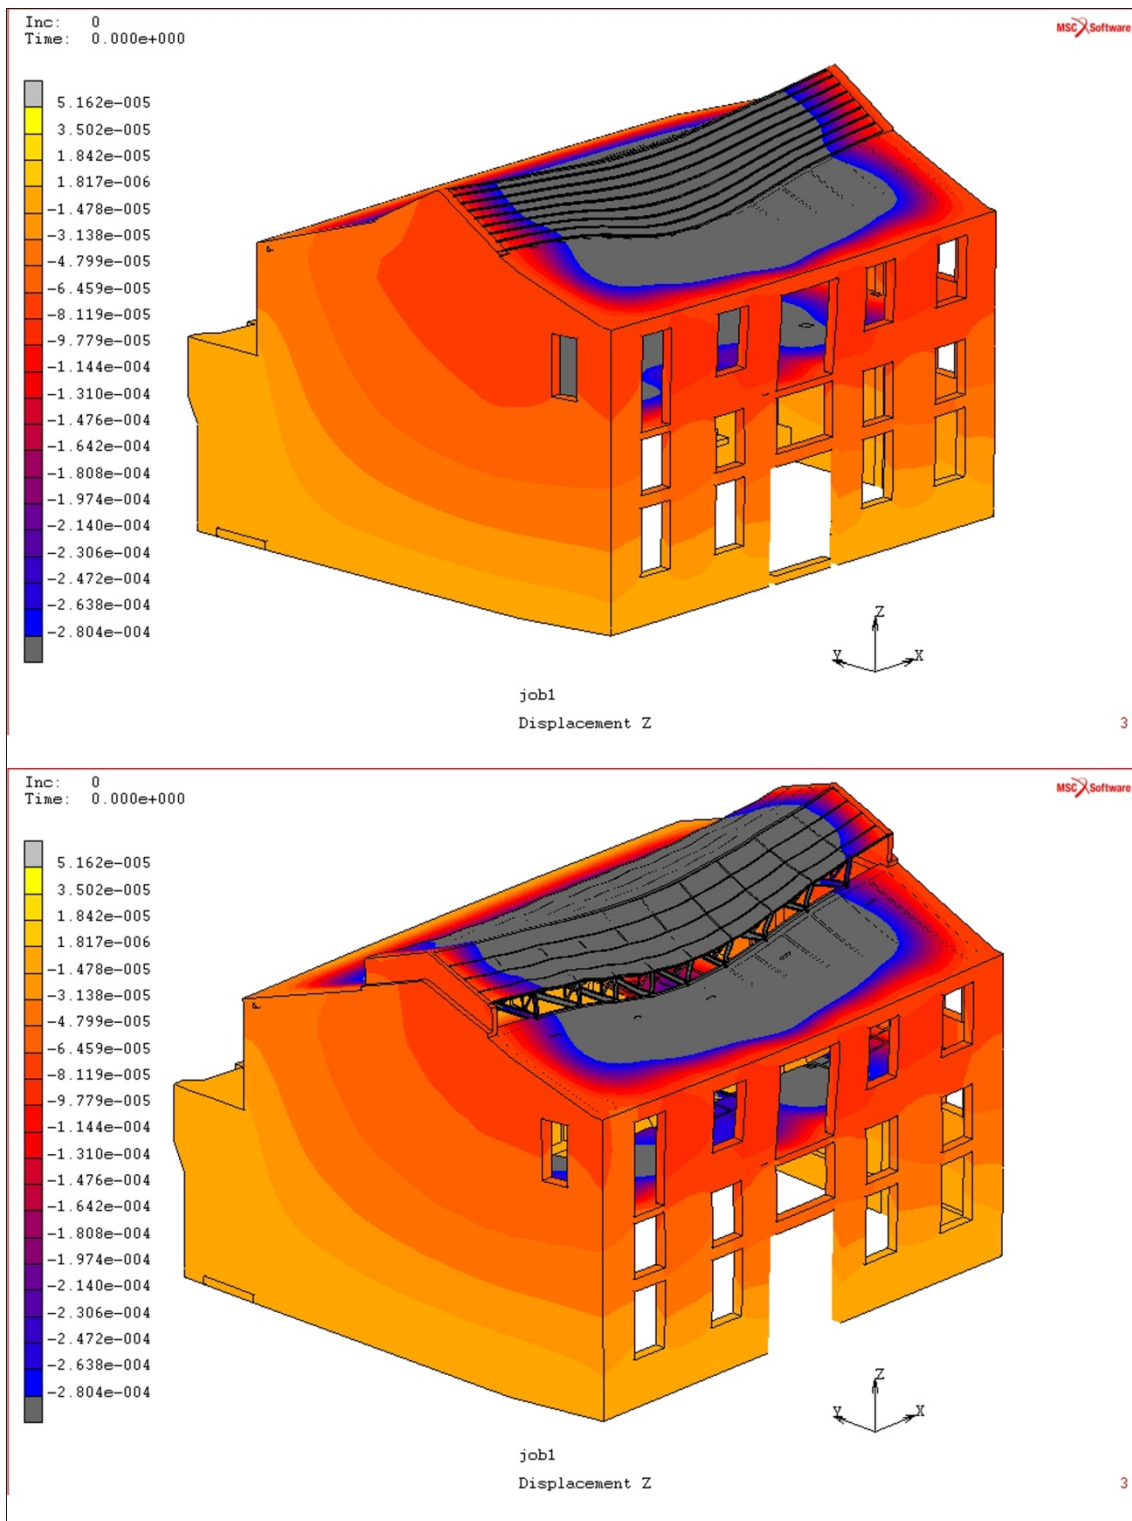 Inc: 0
Time: 0.000e+000
MSC Software
5.162e-005
3.502e-005
1.842e-005
1.817e-006
-1.478e-005
-3.138e-005
-4.799e-005
-6.459e-005
-8.119e-005
-9.779e-005
-1.144e-004
-1.310e-004
-1.476e-004
-1.642e-004
-1.808e-004
-1.974e-004
-2.140e-004
-2.306e-004
-2.472e-004
-2.638e-004
-2.804e-004
Z
Y X
job1
Displacement Z
3
Inc: 0
Time: 0.000e+000
MSC Software
5.162e-005
3.502e-005
1.842e-005
1.817e-006
-1.478e-005
-3.138e-005
-4.799e-005
-6.459e-005
-8.119e-005
-9.779e-005
-1.144e-004
-1.310e-004
-1.476e-004
-1.642e-004
-1.808e-004
-1.974e-004
-2.140e-004
-2.306e-004
-2.472e-004
-2.638e-004
-2.804e-004
Z
Y X
job1
Displacement Z
3